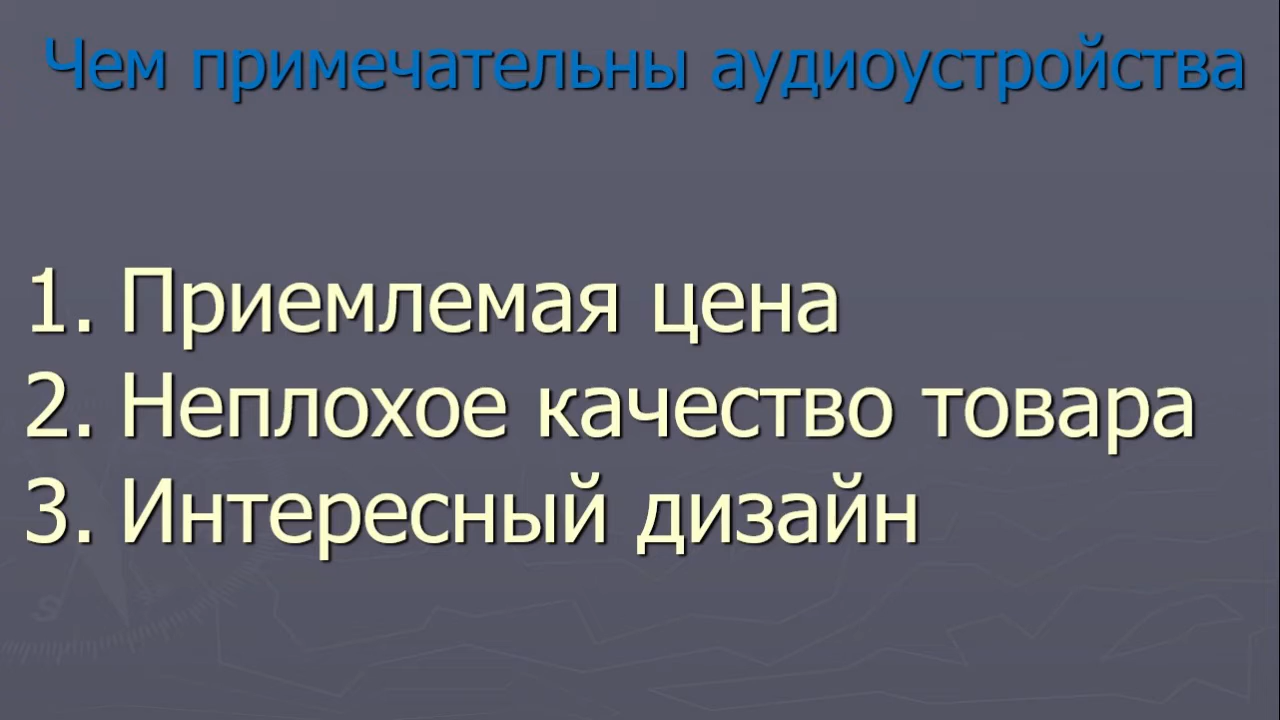 Чем примечательны аудиоустройства
1. Приемлемая цена
2. Неплохое качество товара
3. Интересный дизайн
S